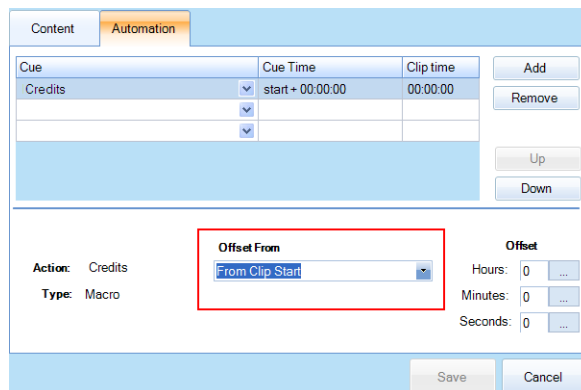 Content Automation
Cue Cue Time Clip time Add
Credits start + 00:00:00 00:00:00
Remove
Up
Down
Offset From Offset
Action: Credits From Clip Start Hours: 0 ...
Type: Macro Minutes: 0 ...
Seconds: 0 ...
Save Cancel